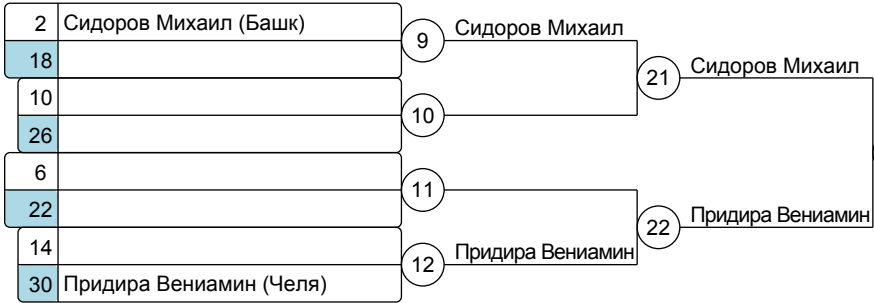 2 Сидоров Михаил (Башк)
9 Сидоров Михаил
18
21 Сидоров Михаил
10
10
26
6
11
22
22 Придира Вениамин
14
12 Придира Вениамин
30 Придира Вениамин (Челя)